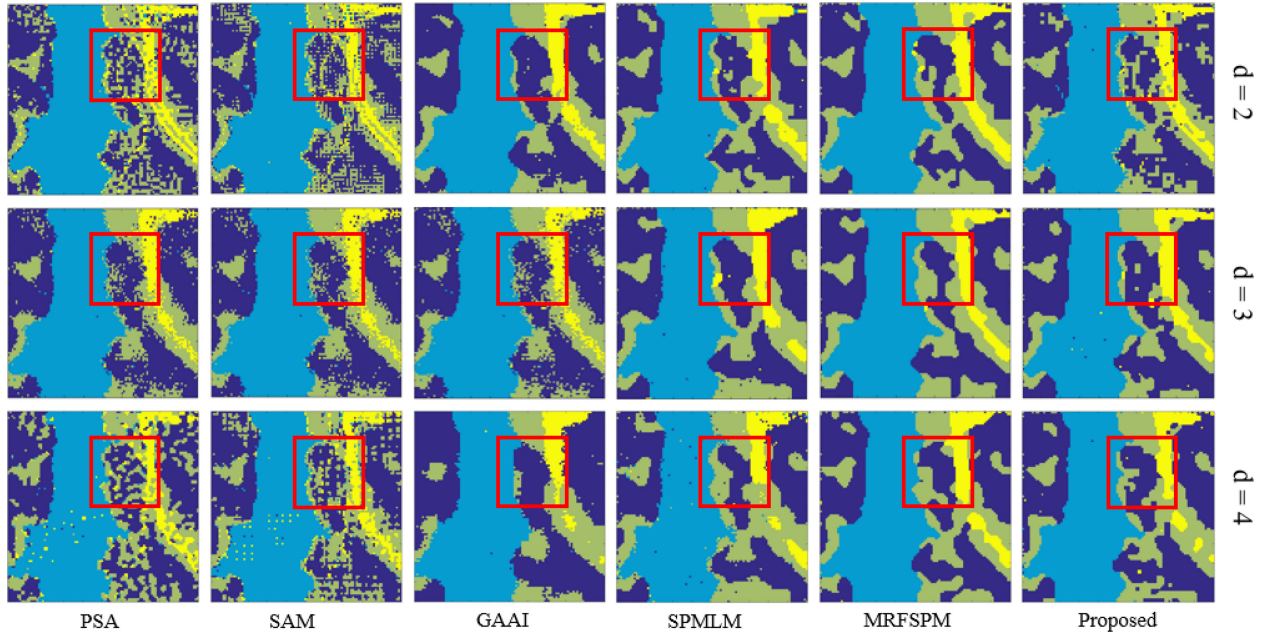 d = 2
d = 3
d = 4
PSA SAM GAAI SPMLM MRFSPM Proposed